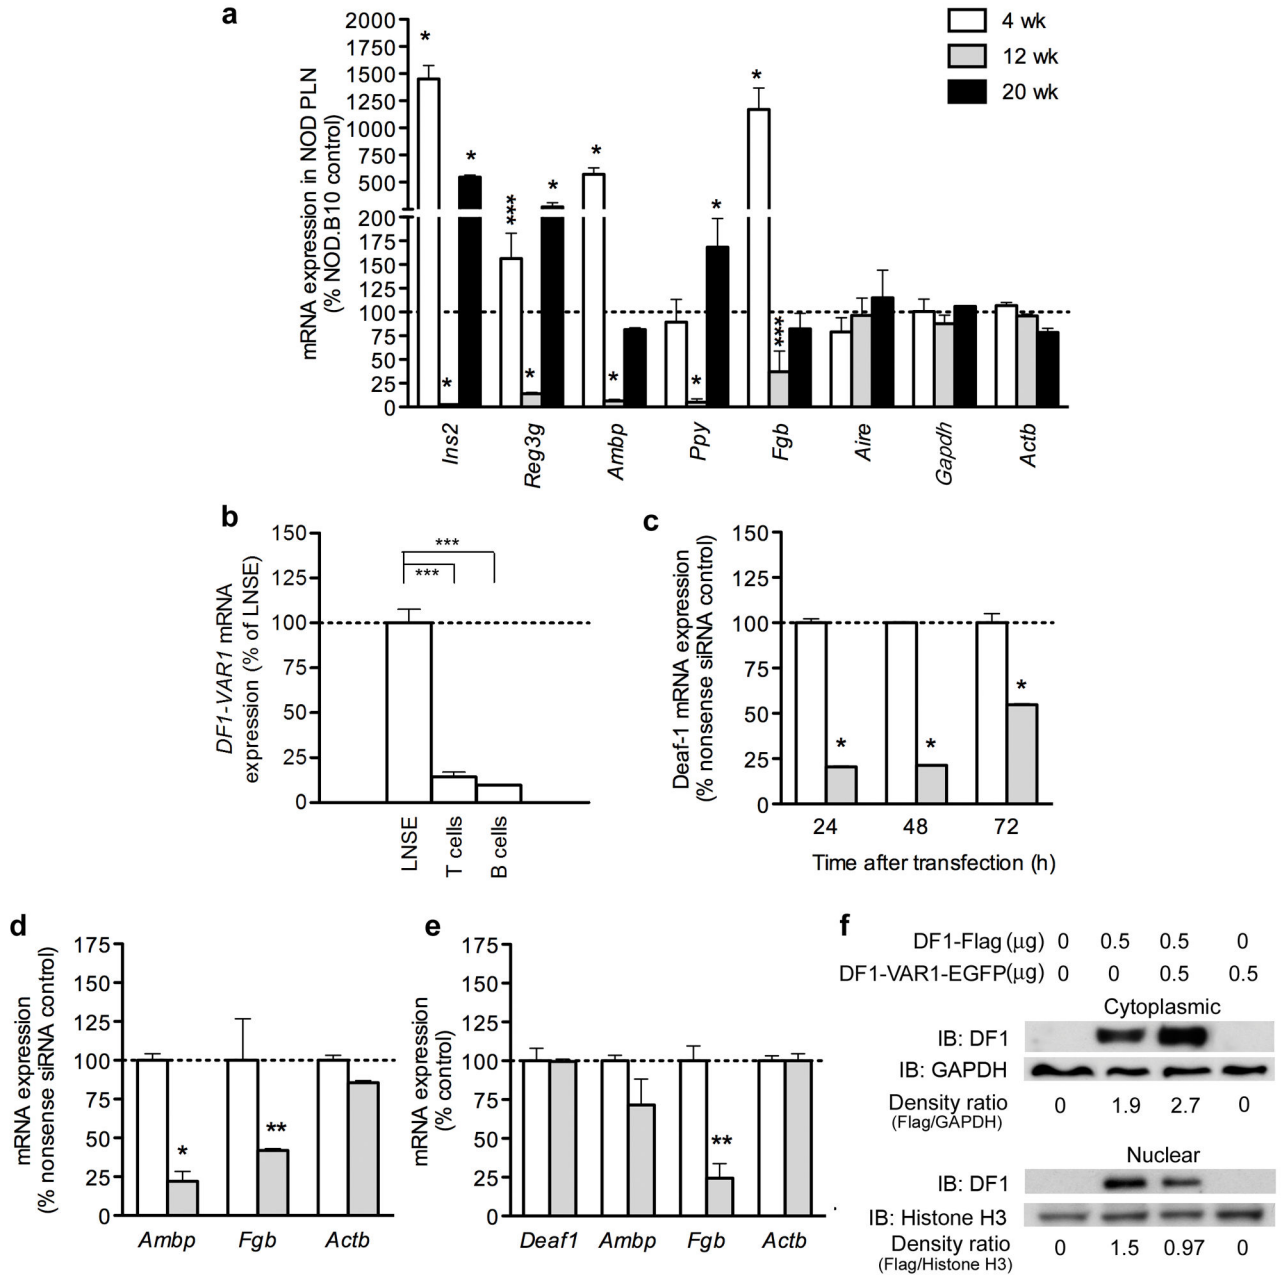 a
4 wk
12 wk
20 wk
mRNA expression in NOD PLN
(% NOD.B10 control)
2000
1750
1500
1250
1000
750
500
200
175
150
125
100
75
50
25
0
*
*
*
***
*
*
*
*
*
*
*
*
***
Ins2
Reg3g
Ambp
Ppy
Fgb
Aire
Gapdh
Actb
b
DF1-VAR1 mRNA
expression (% of LNSE)
150
125
100
75
50
25
0
***
***
LNSE
T cells
B cells
c
Deaf-1 mRNA expression
(% nonsense siRNA control)
150
125
100
75
50
25
0
*
*
*
24 48 72
Time after transfection (h)
d
mRNA expression
(% nonsense siRNA control)
175
150
125
100
75
50
25
0
*
**
Ambp Fgb Actb
e
mRNA expression
(% control)
175
150
125
100
75
50
25
0
**
Deaf1 Ambp Fgb Actb
f
DF1-Flag (µg) 0 0.5 0.5 0
DF1-VAR1-EGFP(µg) 0 0 0.5 0.5
Cytoplasmic
IB: DF1
IB: GAPDH
Density ratio 0 1.9 2.7 0
(Flag/GAPDH)
Nuclear
IB: DF1
IB: Histone H3
Density ratio 0 1.5 0.97 0
(Flag/Histone H3)